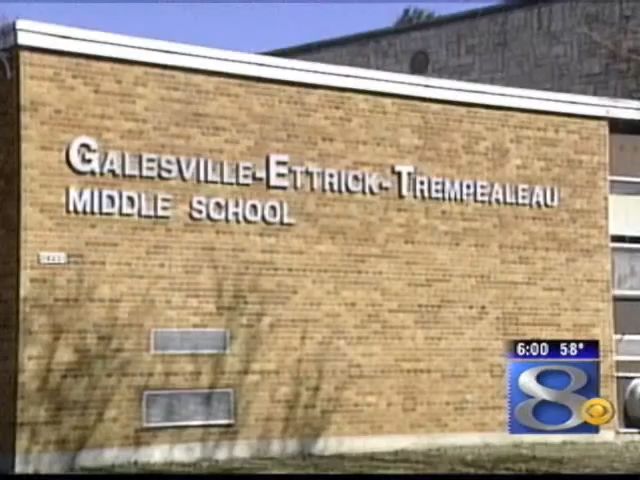 GALESVILLE-ETTRICK-TREMPEALEAU
MIDDLE SCHOOL
6:00 58°
8